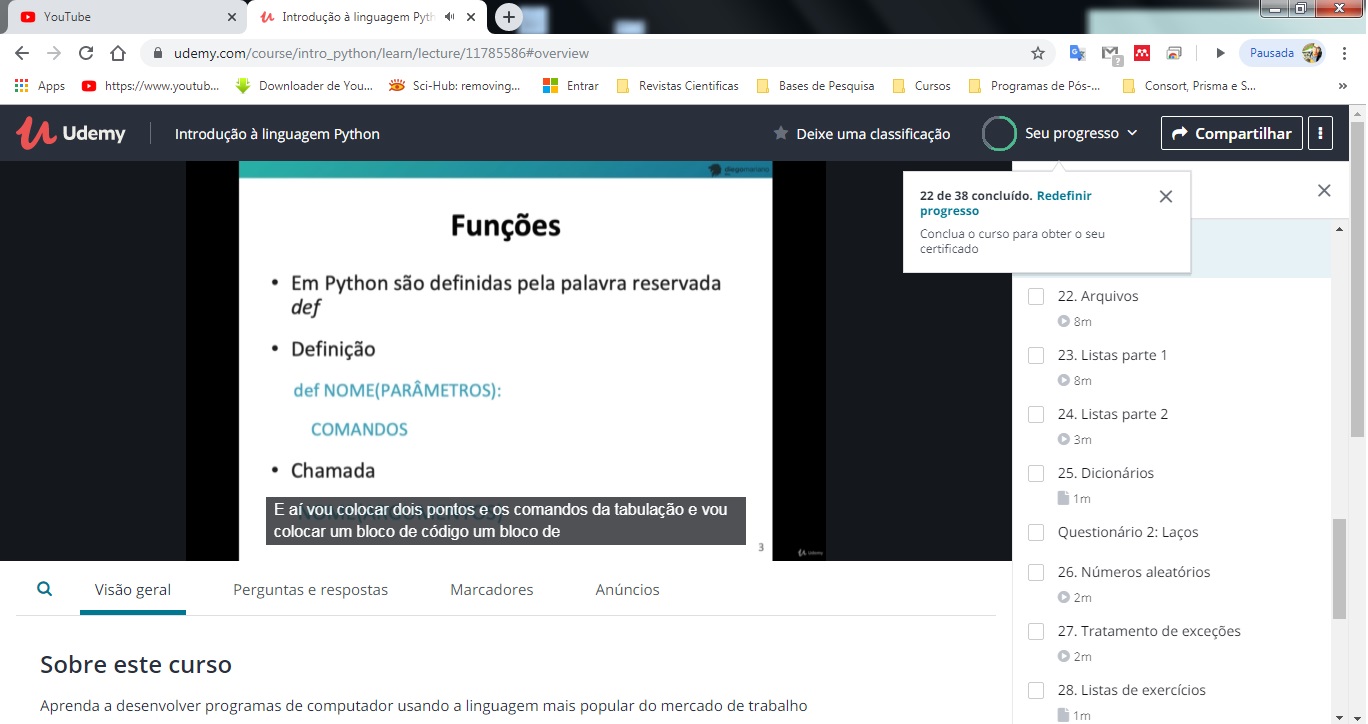 YouTube
Introdução à linguagem Pyth
udemy.com/course/intro_python/learn/lecture/11785586#overview
Pausada
Apps
https://www.youtub...
Downloader de You...
Sci-Hub: removing...
Entrar
Revistas Cientificas
Bases de Pesquisa
Cursos
Programas de Pós-...
Consort, Prisma e S...
Udemy
Introdução à linguagem Python
Deixe uma classificação
Seu progresso
Compartilhar
22 de 38 concluído. Redefinir
progresso
Conclua o curso para obter o seu
certificado
diegomariano
Funções
• Em Python são definidas pela palavra reservada
def
• Definição
def NOME(PARÂMETROS):
COMANDOS
• Chamada
E aí vou colocar dois pontos e os comandos da tabulação e vou
colocar um bloco de código um bloco de
3
Udemy
22. Arquivos
8m
23. Listas parte 1
8m
24. Listas parte 2
3m
25. Dicionários
1m
Questionário 2: Laços
26. Números aleatórios
2m
27. Tratamento de exceções
2m
28. Listas de exercícios
1m
Visão geral
Perguntas e respostas
Marcadores
Anúncios
Sobre este curso
Aprenda a desenvolver programas de computador usando a linguagem mais popular do mercado de trabalho